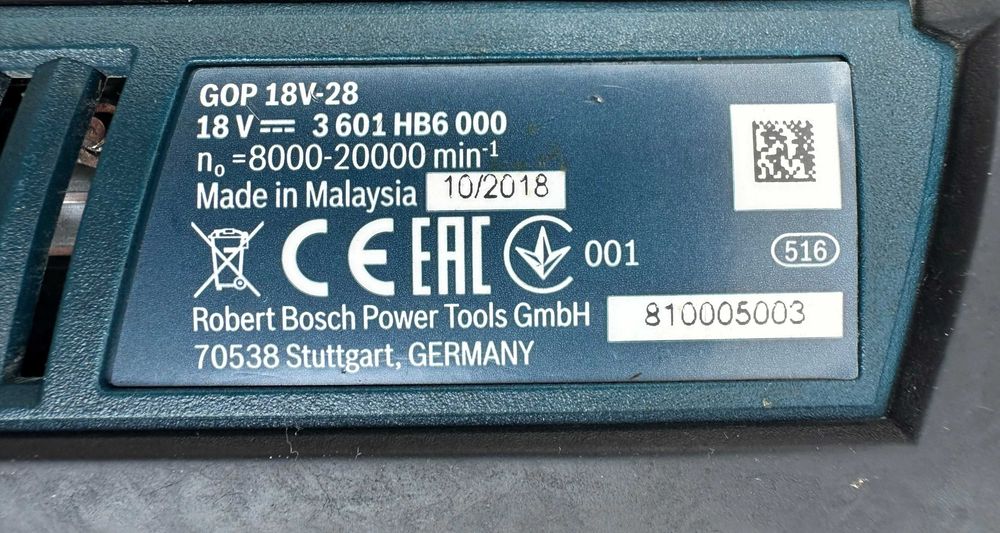 GOP 18V-28
18 V⎓ 3 601 HB6 000
n₀ =8000-20000 min⁻¹
Made in Malaysia 10/2018
CE EAC 001 516
Robert Bosch Power Tools GmbH 810005003
70538 Stuttgart, GERMANY